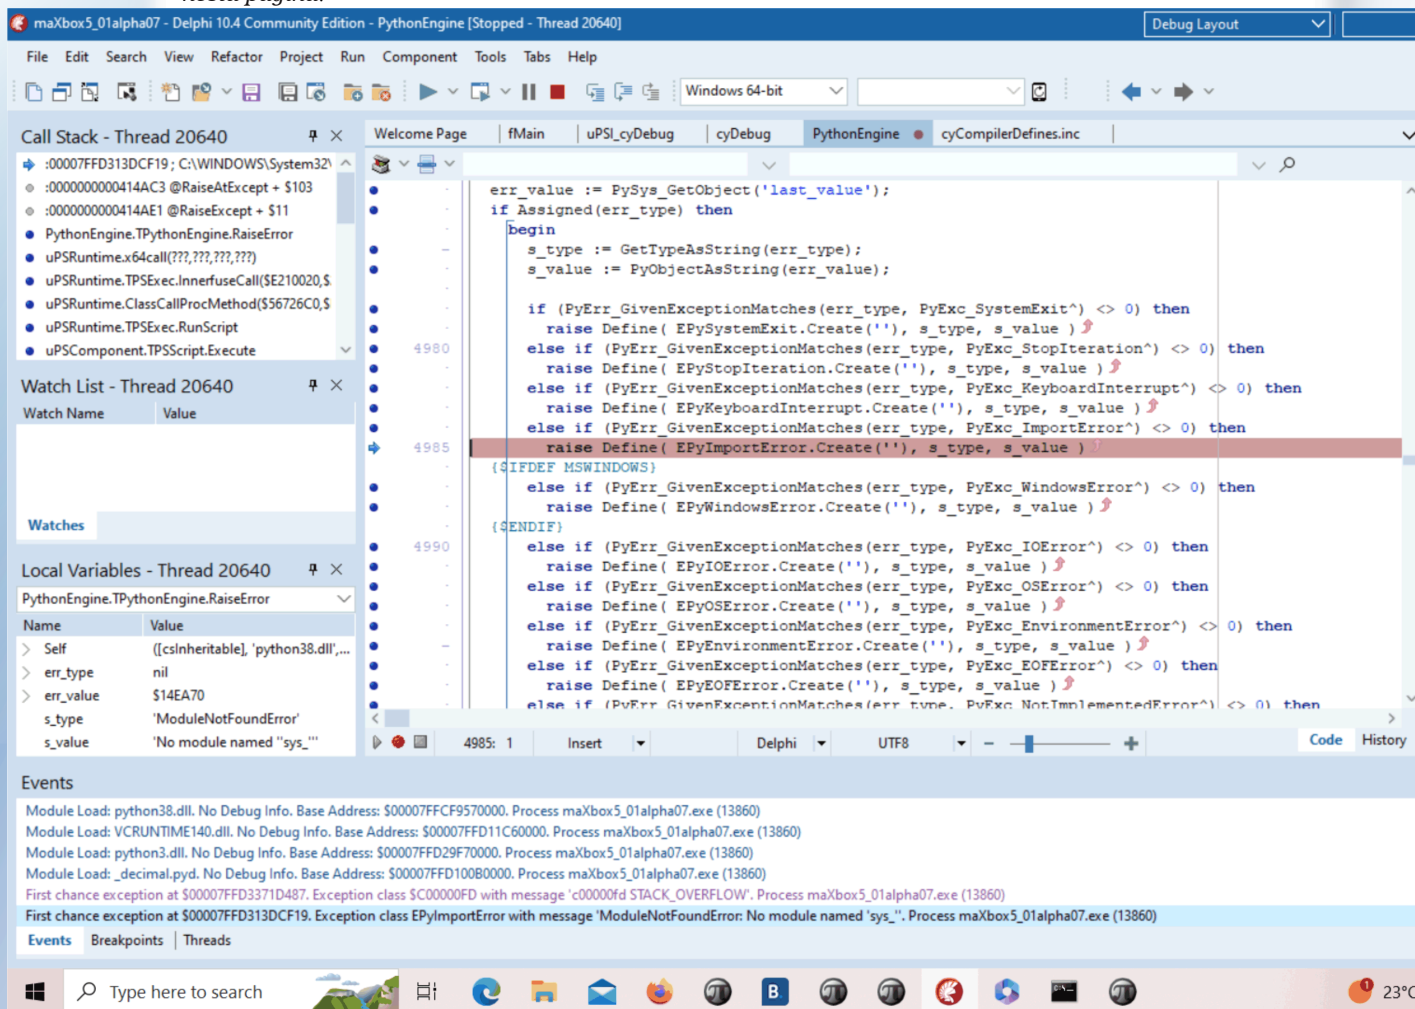 maXbox5_01alpha07 - Delphi 10.4 Community Edition - PythonEngine [Stopped - Thread 20640]
Debug Layout
File Edit Search View Refactor Project Run Component Tools Tabs Help
Windows 64-bit
Call Stack - Thread 20640
:00007FFD313DCF19 ; C:\WINDOWS\System32\
:0000000000414AC3 @RaiseAtExcept + $103
:0000000000414AE1 @RaiseExcept + $11
PythonEngine.TPythonEngine.RaiseError
uPSRuntime.x64call(???,???,???,???)
uPSRuntime.TPSExec.InnerfuseCall($E210020,$
uPSRuntime.ClassCallProcMethod($56726C0,$
uPSRuntime.TPSExec.RunScript
uPSComponent.TPSScript.Execute
Watch List - Thread 20640
Watch Name Value
Watches
Local Variables - Thread 20640
PythonEngine.TPythonEngine.RaiseError
Name Value
Self ([csInheritable], 'python38.dll',...
err_type nil
err_value $14EA70
s_type 'ModuleNotFoundError'
s_value 'No module named ''sys_'''
Welcome Page fMain uPSI_cyDebug cyDebug PythonEngine cyCompilerDefines.inc
err_value := PySys_GetObject('last_value');
if Assigned(err_type) then
begin
s_type := GetTypeAsString(err_type);
s_value := PyObjectAsString(err_value);
if (PyErr_GivenExceptionMatches(err_type, PyExc_SystemExit^) <> 0) then
raise Define( EPySystemExit.Create(''), s_type, s_value )
4980 else if (PyErr_GivenExceptionMatches(err_type, PyExc_StopIteration^) <> 0) then
raise Define( EPyStopIteration.Create(''), s_type, s_value )
else if (PyErr_GivenExceptionMatches(err_type, PyExc_KeyboardInterrupt^) <> 0) then
raise Define( EPyKeyboardInterrupt.Create(''), s_type, s_value )
else if (PyErr_GivenExceptionMatches(err_type, PyExc_ImportError^) <> 0) then
4985 raise Define( EPyImportError.Create(''), s_type, s_value )
{$IFDEF MSWINDOWS}
else if (PyErr_GivenExceptionMatches(err_type, PyExc_WindowsError^) <> 0) then
raise Define( EPyWindowsError.Create(''), s_type, s_value )
{$ENDIF}
4990 else if (PyErr_GivenExceptionMatches(err_type, PyExc_IOError^) <> 0) then
raise Define( EPyIOError.Create(''), s_type, s_value )
else if (PyErr_GivenExceptionMatches(err_type, PyExc_OSError^) <> 0) then
raise Define( EPyOSError.Create(''), s_type, s_value )
else if (PyErr_GivenExceptionMatches(err_type, PyExc_EnvironmentError^) <> 0) then
raise Define( EPyEnvironmentError.Create(''), s_type, s_value )
else if (PyErr_GivenExceptionMatches(err_type, PyExc_EOFError^) <> 0) then
raise Define( EPyEOFError.Create(''), s_type, s_value )
else if (PyErr_GivenExceptionMatches(err_type, PyExc_NotImplementedError^) <> 0) then
4985: 1 Insert Delphi UTF8 Code History
Events
Module Load: python38.dll. No Debug Info. Base Address: $00007FFCF9570000. Process maXbox5_01alpha07.exe (13860)
Module Load: VCRUNTIME140.dll. No Debug Info. Base Address: $00007FFD11C60000. Process maXbox5_01alpha07.exe (13860)
Module Load: python3.dll. No Debug Info. Base Address: $00007FFD29F70000. Process maXbox5_01alpha07.exe (13860)
Module Load: _decimal.pyd. No Debug Info. Base Address: $00007FFD100B0000. Process maXbox5_01alpha07.exe (13860)
First chance exception at $00007FFD3371D487. Exception class $C00000FD with message 'c00000fd STACK_OVERFLOW'. Process maXbox5_01alpha07.exe (13860)
First chance exception at $00007FFD313DCF19. Exception class EPyImportError with message 'ModuleNotFoundError: No module named 'sys_''. Process maXbox5_01alpha07.exe (13860)
Events Breakpoints Threads
Type here to search
B.
1
23°C